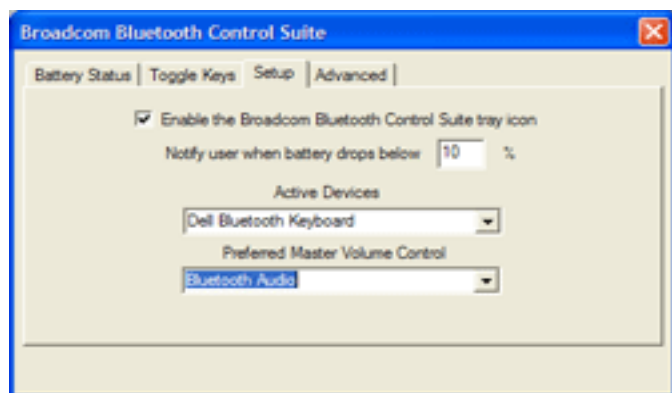 Broadcom Bluetooth Control Suite
Battery Status Toggle Keys Setup Advanced
Enable the Broadcom Bluetooth Control Suite tray icon
Notify user when battery drops below 10 %
Active Devices
Dell Bluetooth Keyboard
Preferred Master Volume Control
Bluetooth Audio